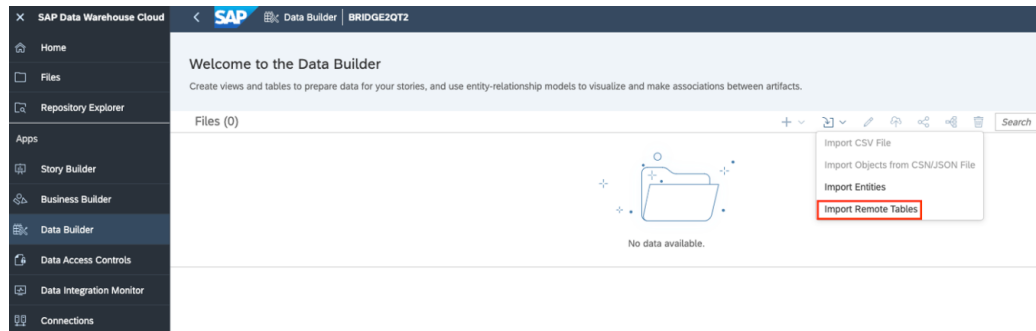 SAP Data Warehouse Cloud
SAP Data Builder BRIDGE2QT2
Home
Files
Repository Explorer
Apps
Story Builder
Business Builder
Data Builder
Data Access Controls
Data Integration Monitor
Connections
Welcome to the Data Builder
Create views and tables to prepare data for your stories, and use entity-relationship models to visualize and make associations between artifacts.
Files (0)
Search
Import CSV File
Import Objects from CSN/JSON File
Import Entities
Import Remote Tables
No data available.